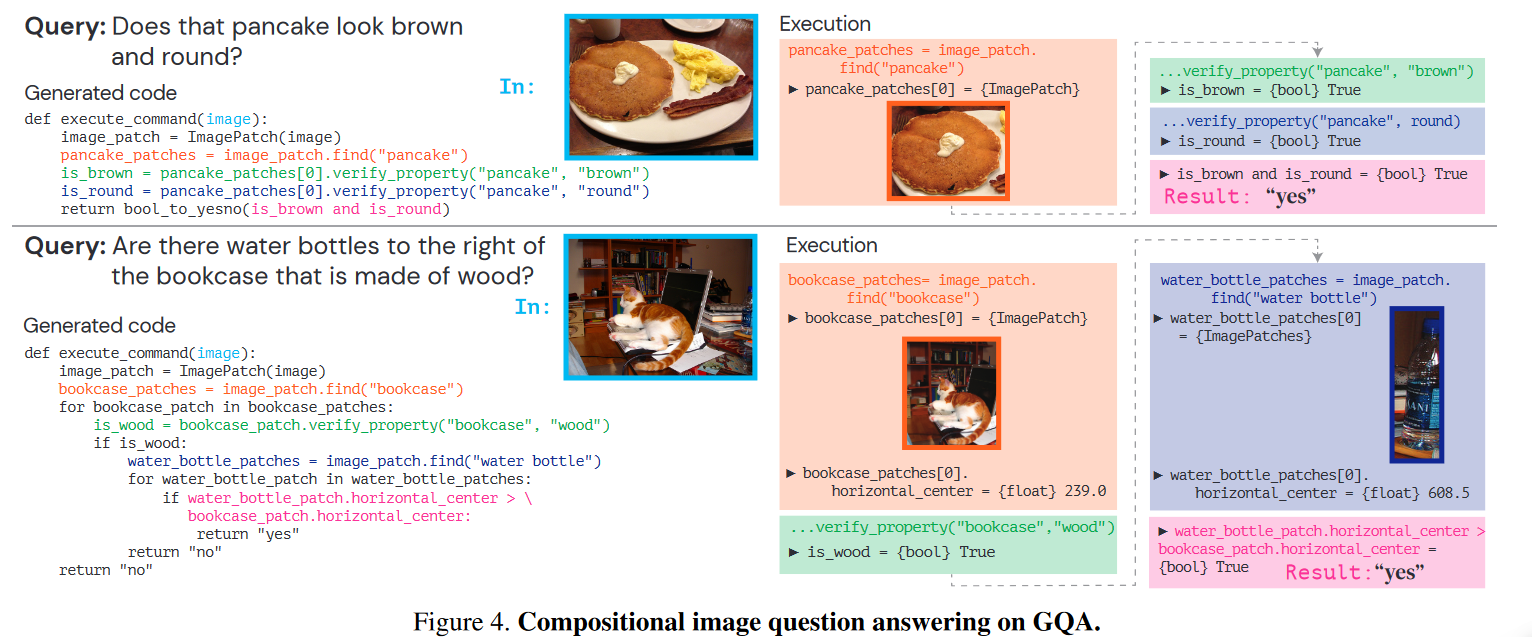 Query: Does that pancake look brown
and round?
Generated code
In:
def execute_command(image):
    image_patch = ImagePatch(image)
    pancake_patches = image_patch.find("pancake")
    is_brown = pancake_patches[0].verify_property("pancake", "brown")
    is_round = pancake_patches[0].verify_property("pancake", "round")
    return bool_to_yesno(is_brown and is_round)
Execution
pancake_patches = image_patch.
find("pancake")
▶ pancake_patches[0] = {ImagePatch}
...verify_property("pancake", "brown")
▶ is_brown = {bool} True
...verify_property("pancake", round)
▶ is_round = {bool} True
▶ is_brown and is_round = {bool} True
Result: “yes”
Query: Are there water bottles to the right of
the bookcase that is made of wood?
In:
Generated code
def execute_command(image):
    image_patch = ImagePatch(image)
    bookcase_patches = image_patch.find("bookcase")
    for bookcase_patch in bookcase_patches:
        is_wood = bookcase_patch.verify_property("bookcase", "wood")
        if is_wood:
            water_bottle_patches = image_patch.find("water bottle")
            for water_bottle_patch in water_bottle_patches:
                if water_bottle_patch.horizontal_center > \
                   bookcase_patch.horizontal_center:
                    return "yes"
            return "no"
    return "no"
Execution
bookcase_patches= image_patch.
find("bookcase")
▶ bookcase_patches[0] = {ImagePatch}
▶ bookcase_patches[0].
horizontal_center = {float} 239.0
...verify_property("bookcase","wood")
▶ is_wood = {bool} True
water_bottle_patches = image_patch.
find("water bottle")
▶ water_bottle_patches[0]
= {ImagePatches}
▶ water_bottle_patches[0].
horizontal_center = {float} 608.5
▶ water_bottle_patch.horizontal_center >
bookcase_patch.horizontal_center =
{bool} True
Result:“yes”
Figure 4. Compositional image question answering on GQA.